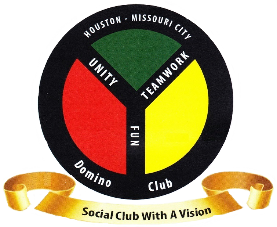 HOUSTON - MISSOURI CITY
UNITY
TEAMWORK
FUN
Domino Club
Social Club With A Vision